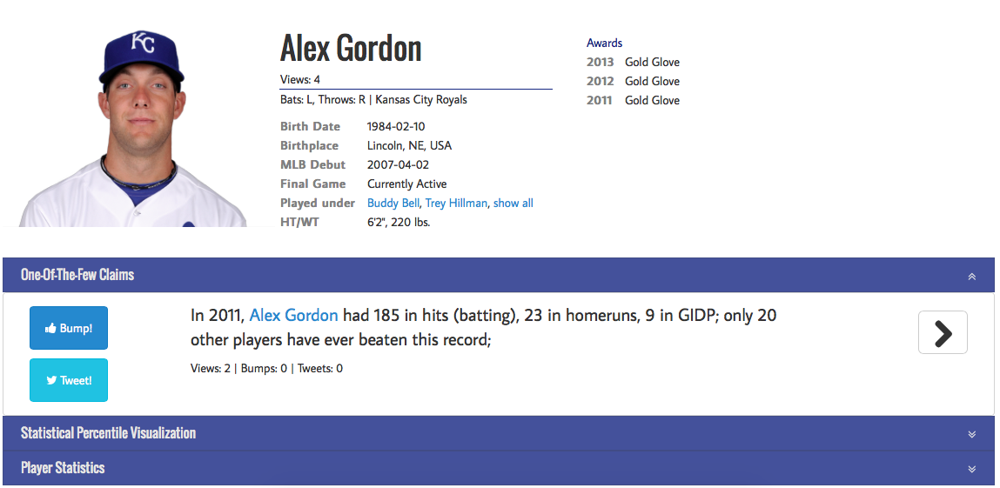 KC
Alex Gordon
Views: 4
Bats: L, Throws: R | Kansas City Royals
Birth Date 1984-02-10
Birthplace Lincoln, NE, USA
MLB Debut 2007-04-02
Final Game Currently Active
Played under Buddy Bell, Trey Hillman, show all
HT/WT 6'2", 220 lbs.
Awards
2013 Gold Glove
2012 Gold Glove
2011 Gold Glove
One-Of-The-Few Claims
Bump!
Tweet!
In 2011, Alex Gordon had 185 in hits (batting), 23 in homeruns, 9 in GIDP; only 20
other players have ever beaten this record;
Views: 2 | Bumps: 0 | Tweets: 0
Statistical Percentile Visualization
Player Statistics